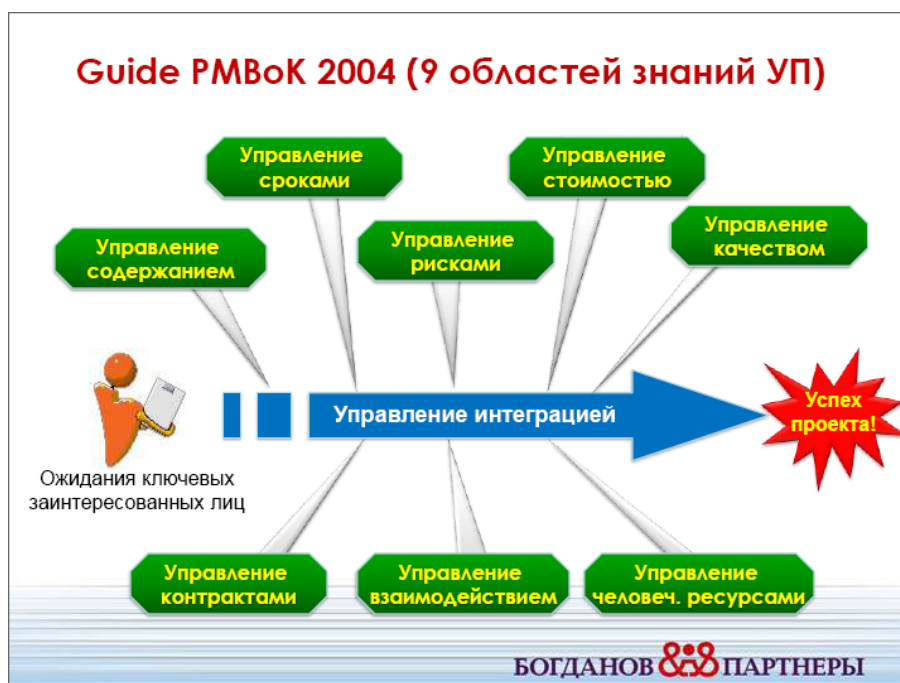 Guide PMBoK 2004 (9 областей знаний УП)
Управление
сроками
Управление
стоимостью
Управление
содержанием
Управление
рисками
Управление
качеством
Управление интеграцией
Успех
проекта!
Ожидания ключевых
заинтересованных лиц
Управление
контрактами
Управление
взаимодействием
Управление
человеч. ресурсами
БОГДАНОВ ПАРТНЕРЫ